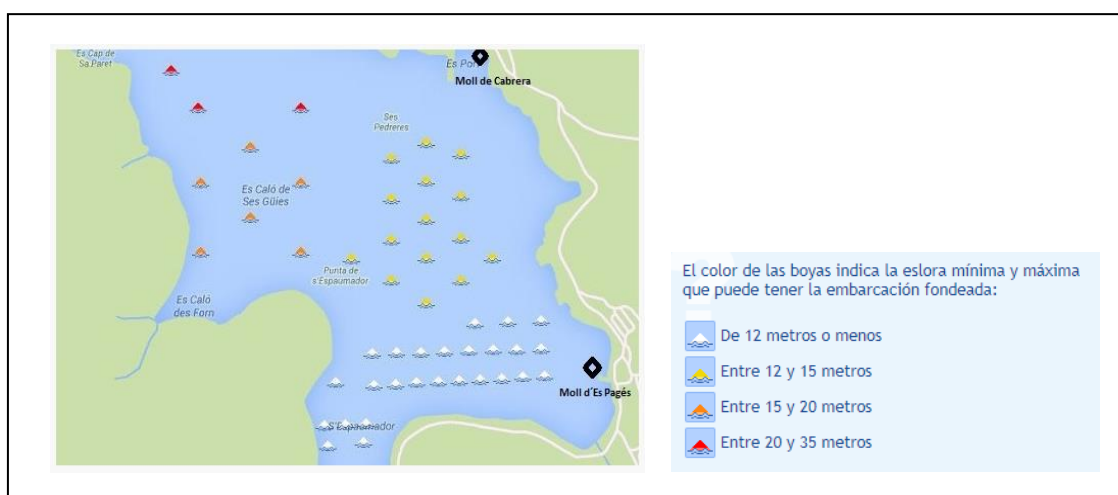 Es Cap de
Sa Paret
Es Port
Moll de Cabrera
Ses
Pedreres
Es Caló de
Ses Güies
Punta de
s'Espaumador
Es Caló
des Forn
Moll d´Es Pagés
S'Espaumador
El color de las boyas indica la eslora mínima y máxima
que puede tener la embarcación fondeada:
De 12 metros o menos
Entre 12 y 15 metros
Entre 15 y 20 metros
Entre 20 y 35 metros